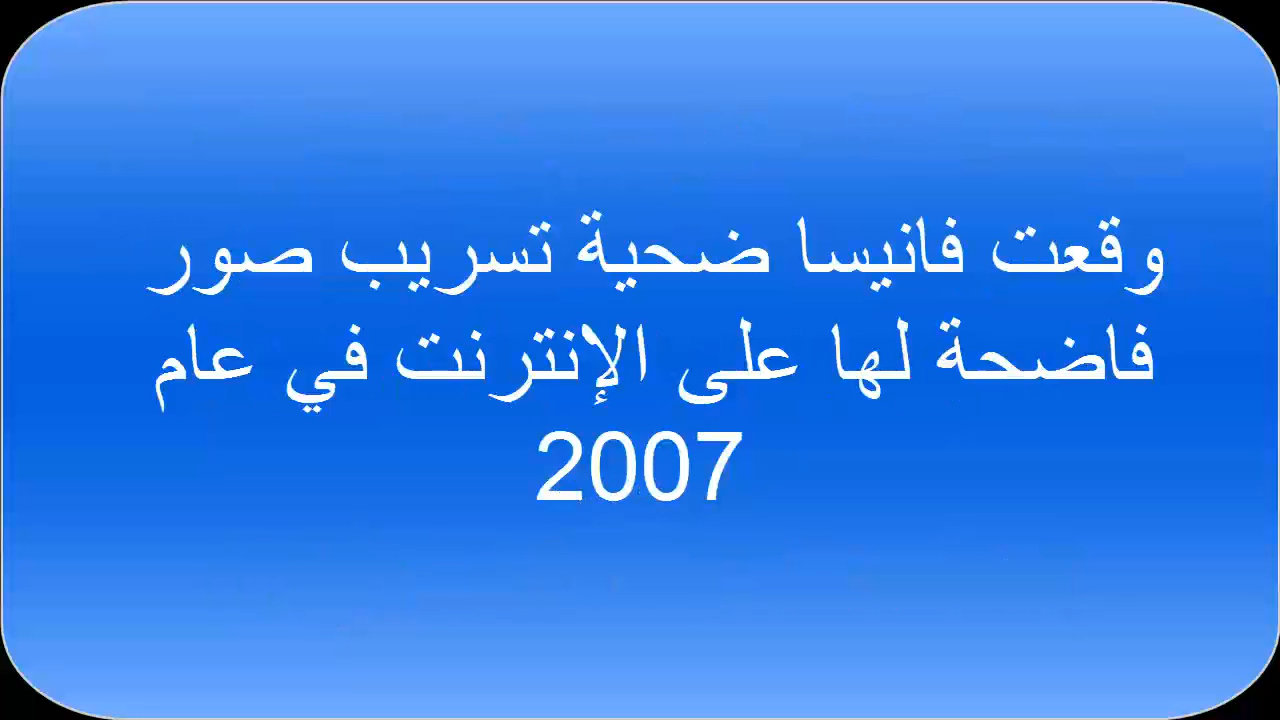 وقعت فانيسا ضحية تسريب صور
فاضحة لها على الإنترنت في عام
2007